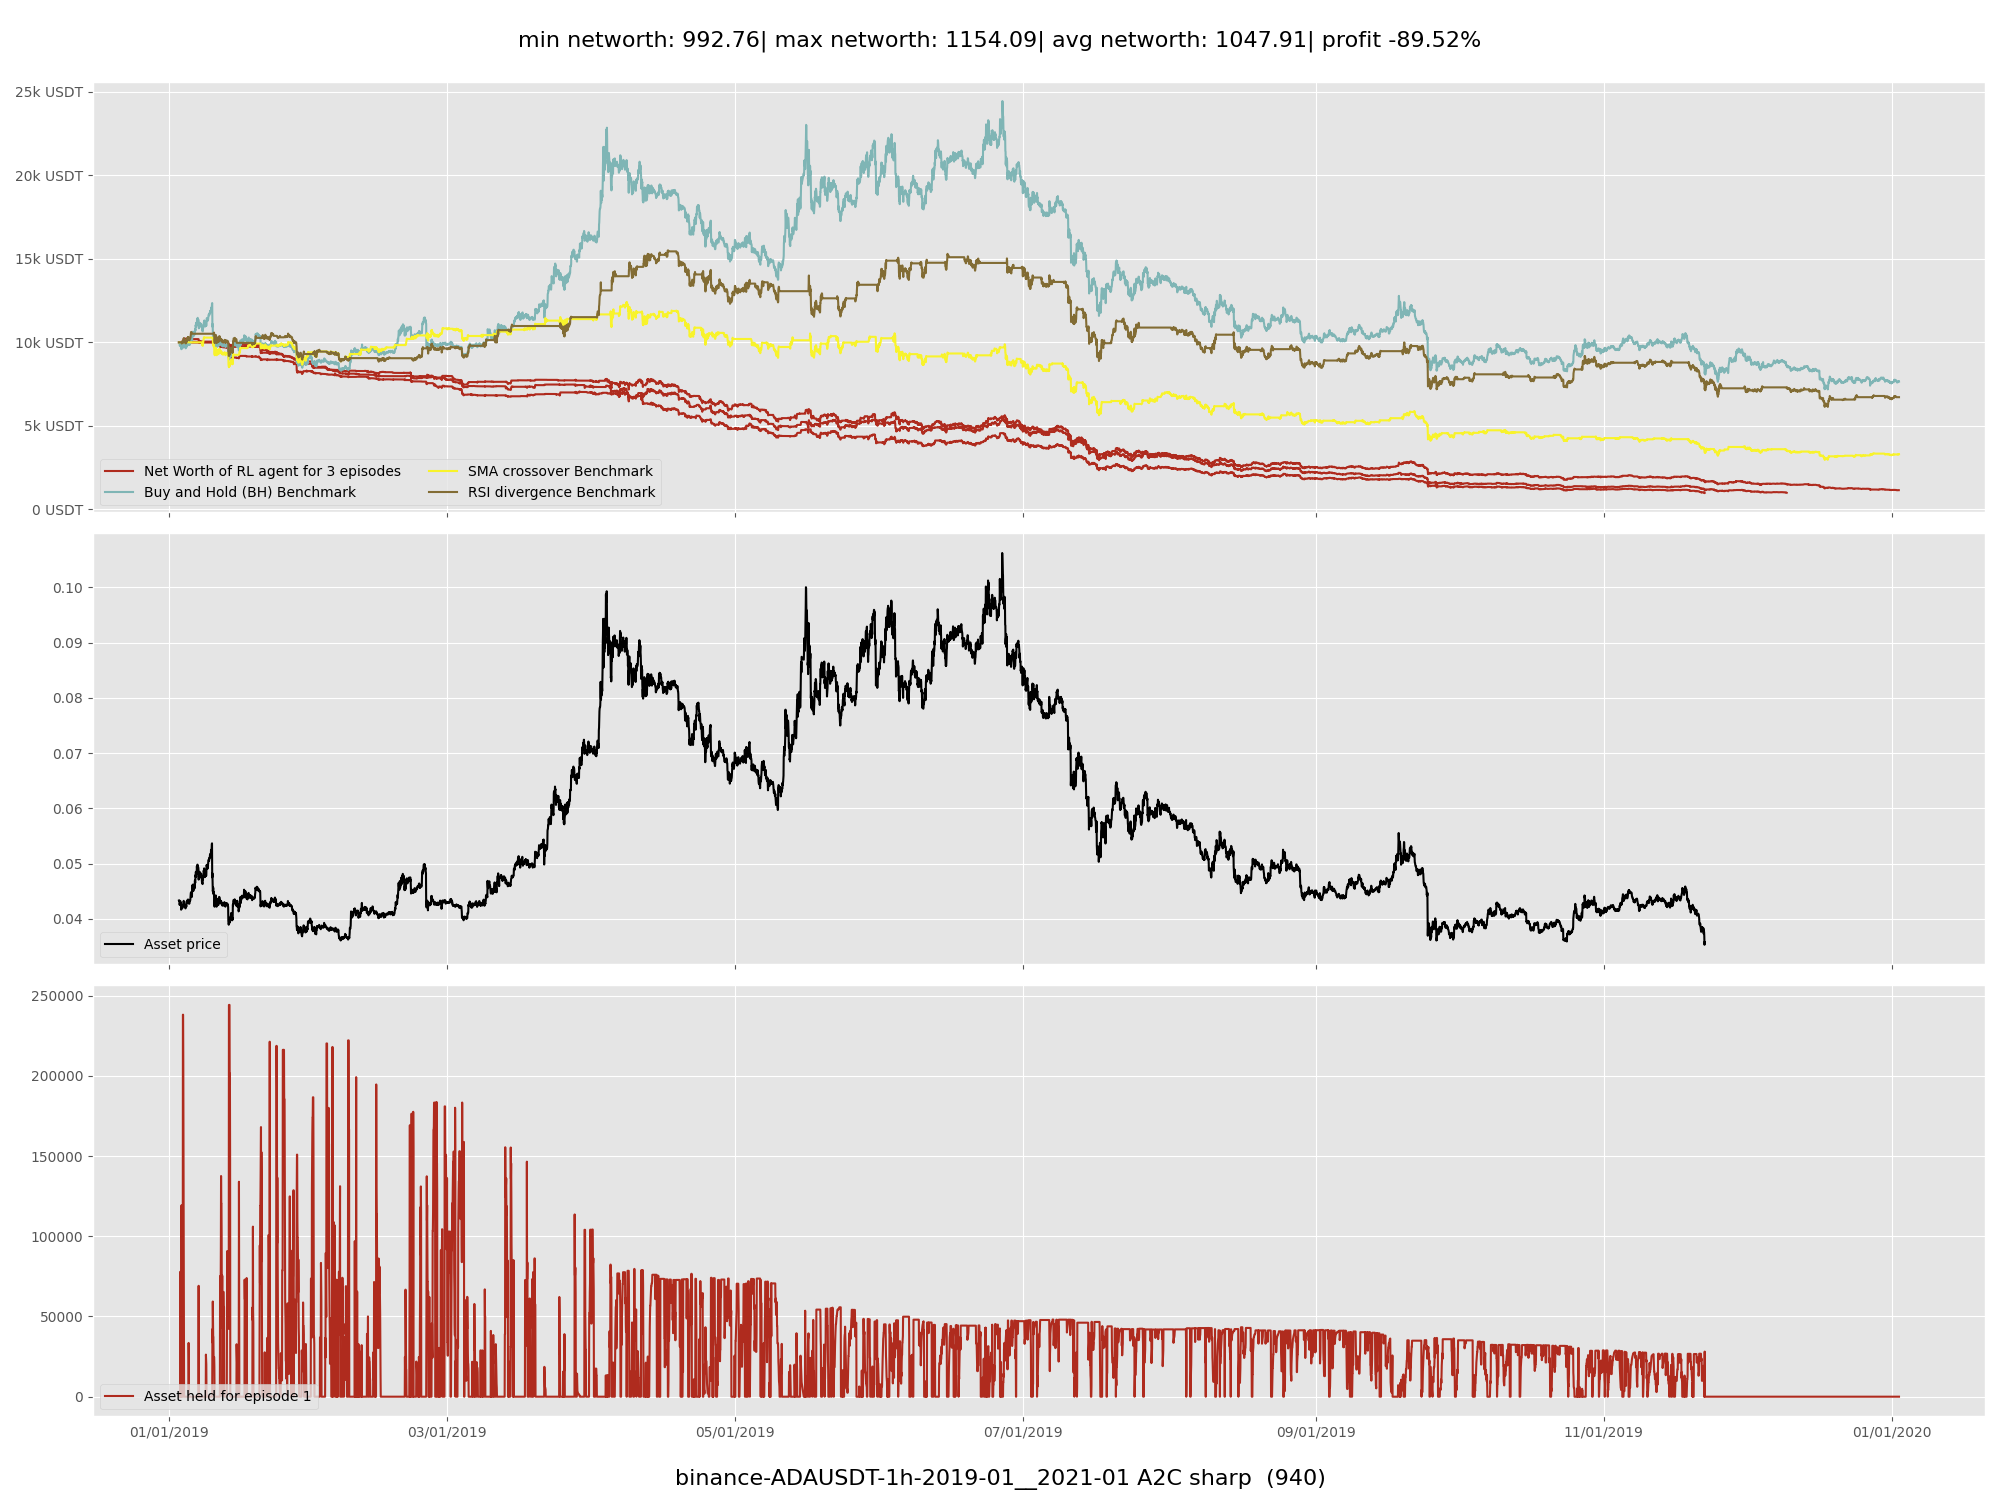 min networth: 992.76| max networth: 1154.09| avg networth: 1047.91| profit -89.52%
25k USDT
20k USDT
15k USDT
10k USDT
5k USDT
0 USDT
Net Worth of RL agent for 3 episodes
Buy and Hold (BH) Benchmark
SMA crossover Benchmark
RSI divergence Benchmark
0.10
0.09
0.08
0.07
0.06
0.05
0.04
Asset price
250000
200000
150000
100000
50000
0
Asset held for episode 1
01/01/2019 03/01/2019 05/01/2019 07/01/2019 09/01/2019 11/01/2019 01/01/2020
binance-ADAUSDT-1h-2019-01__2021-01 A2C sharp (940)